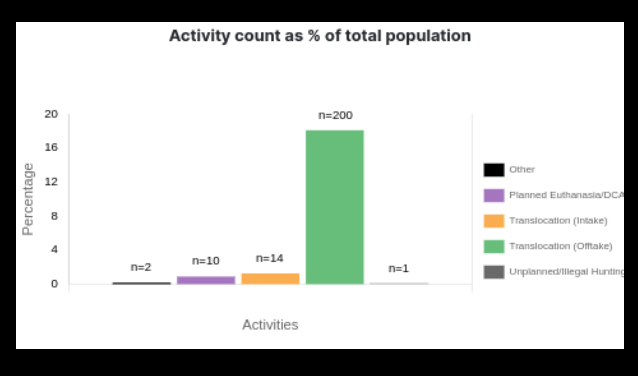 Activity count as % of total population
20
16
12
8
4
0
Percentage
n=2
n=10
n=14
n=200
n=1
Activities
Other
Planned Euthanasia/DCA
Translocation (Intake)
Translocation (Offtake)
Unplanned/Illegal Hunting